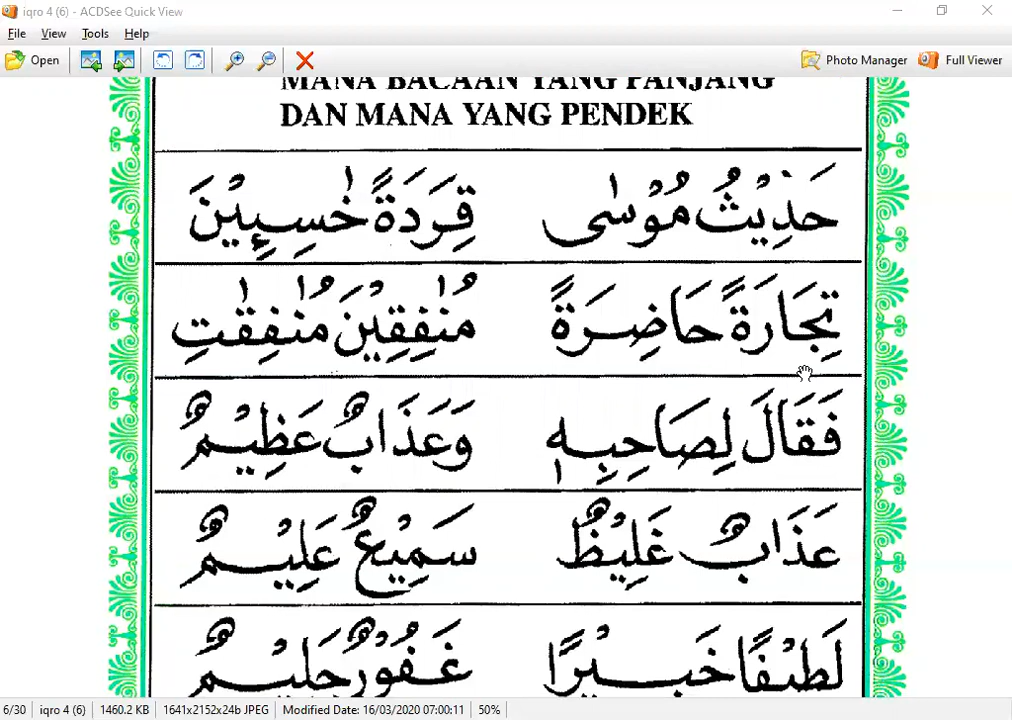 iqro 4 (6) - ACDSee Quick View
File View Tools Help
Open Photo Manager Full Viewer
MANA BACAAN YANG PANJANG
DAN MANA YANG PENDEK
حَدِيْثُ مُوْسٰى قِرَدَةً خٰسِـِٕيْنَ
تِجَارَةً حَاضِرَةً مُنٰفِقِيْنَ مُنٰفِقٰتِ
فَقَالَ لِصَاحِبِهٖ وَعَذَابٌ عَظِيْمٌ
عَذَابٌ غَلِيْظٌ سَمِيْعٌ عَلِيْمٌ
لَطِيْفًا خَبِيْرًا غَفُوْرٌ حَلِيْمٌ
6/30 iqro 4 (6) 1460.2 KB 1641x2152x24b JPEG Modified Date: 16/03/2020 07:00:11 50%